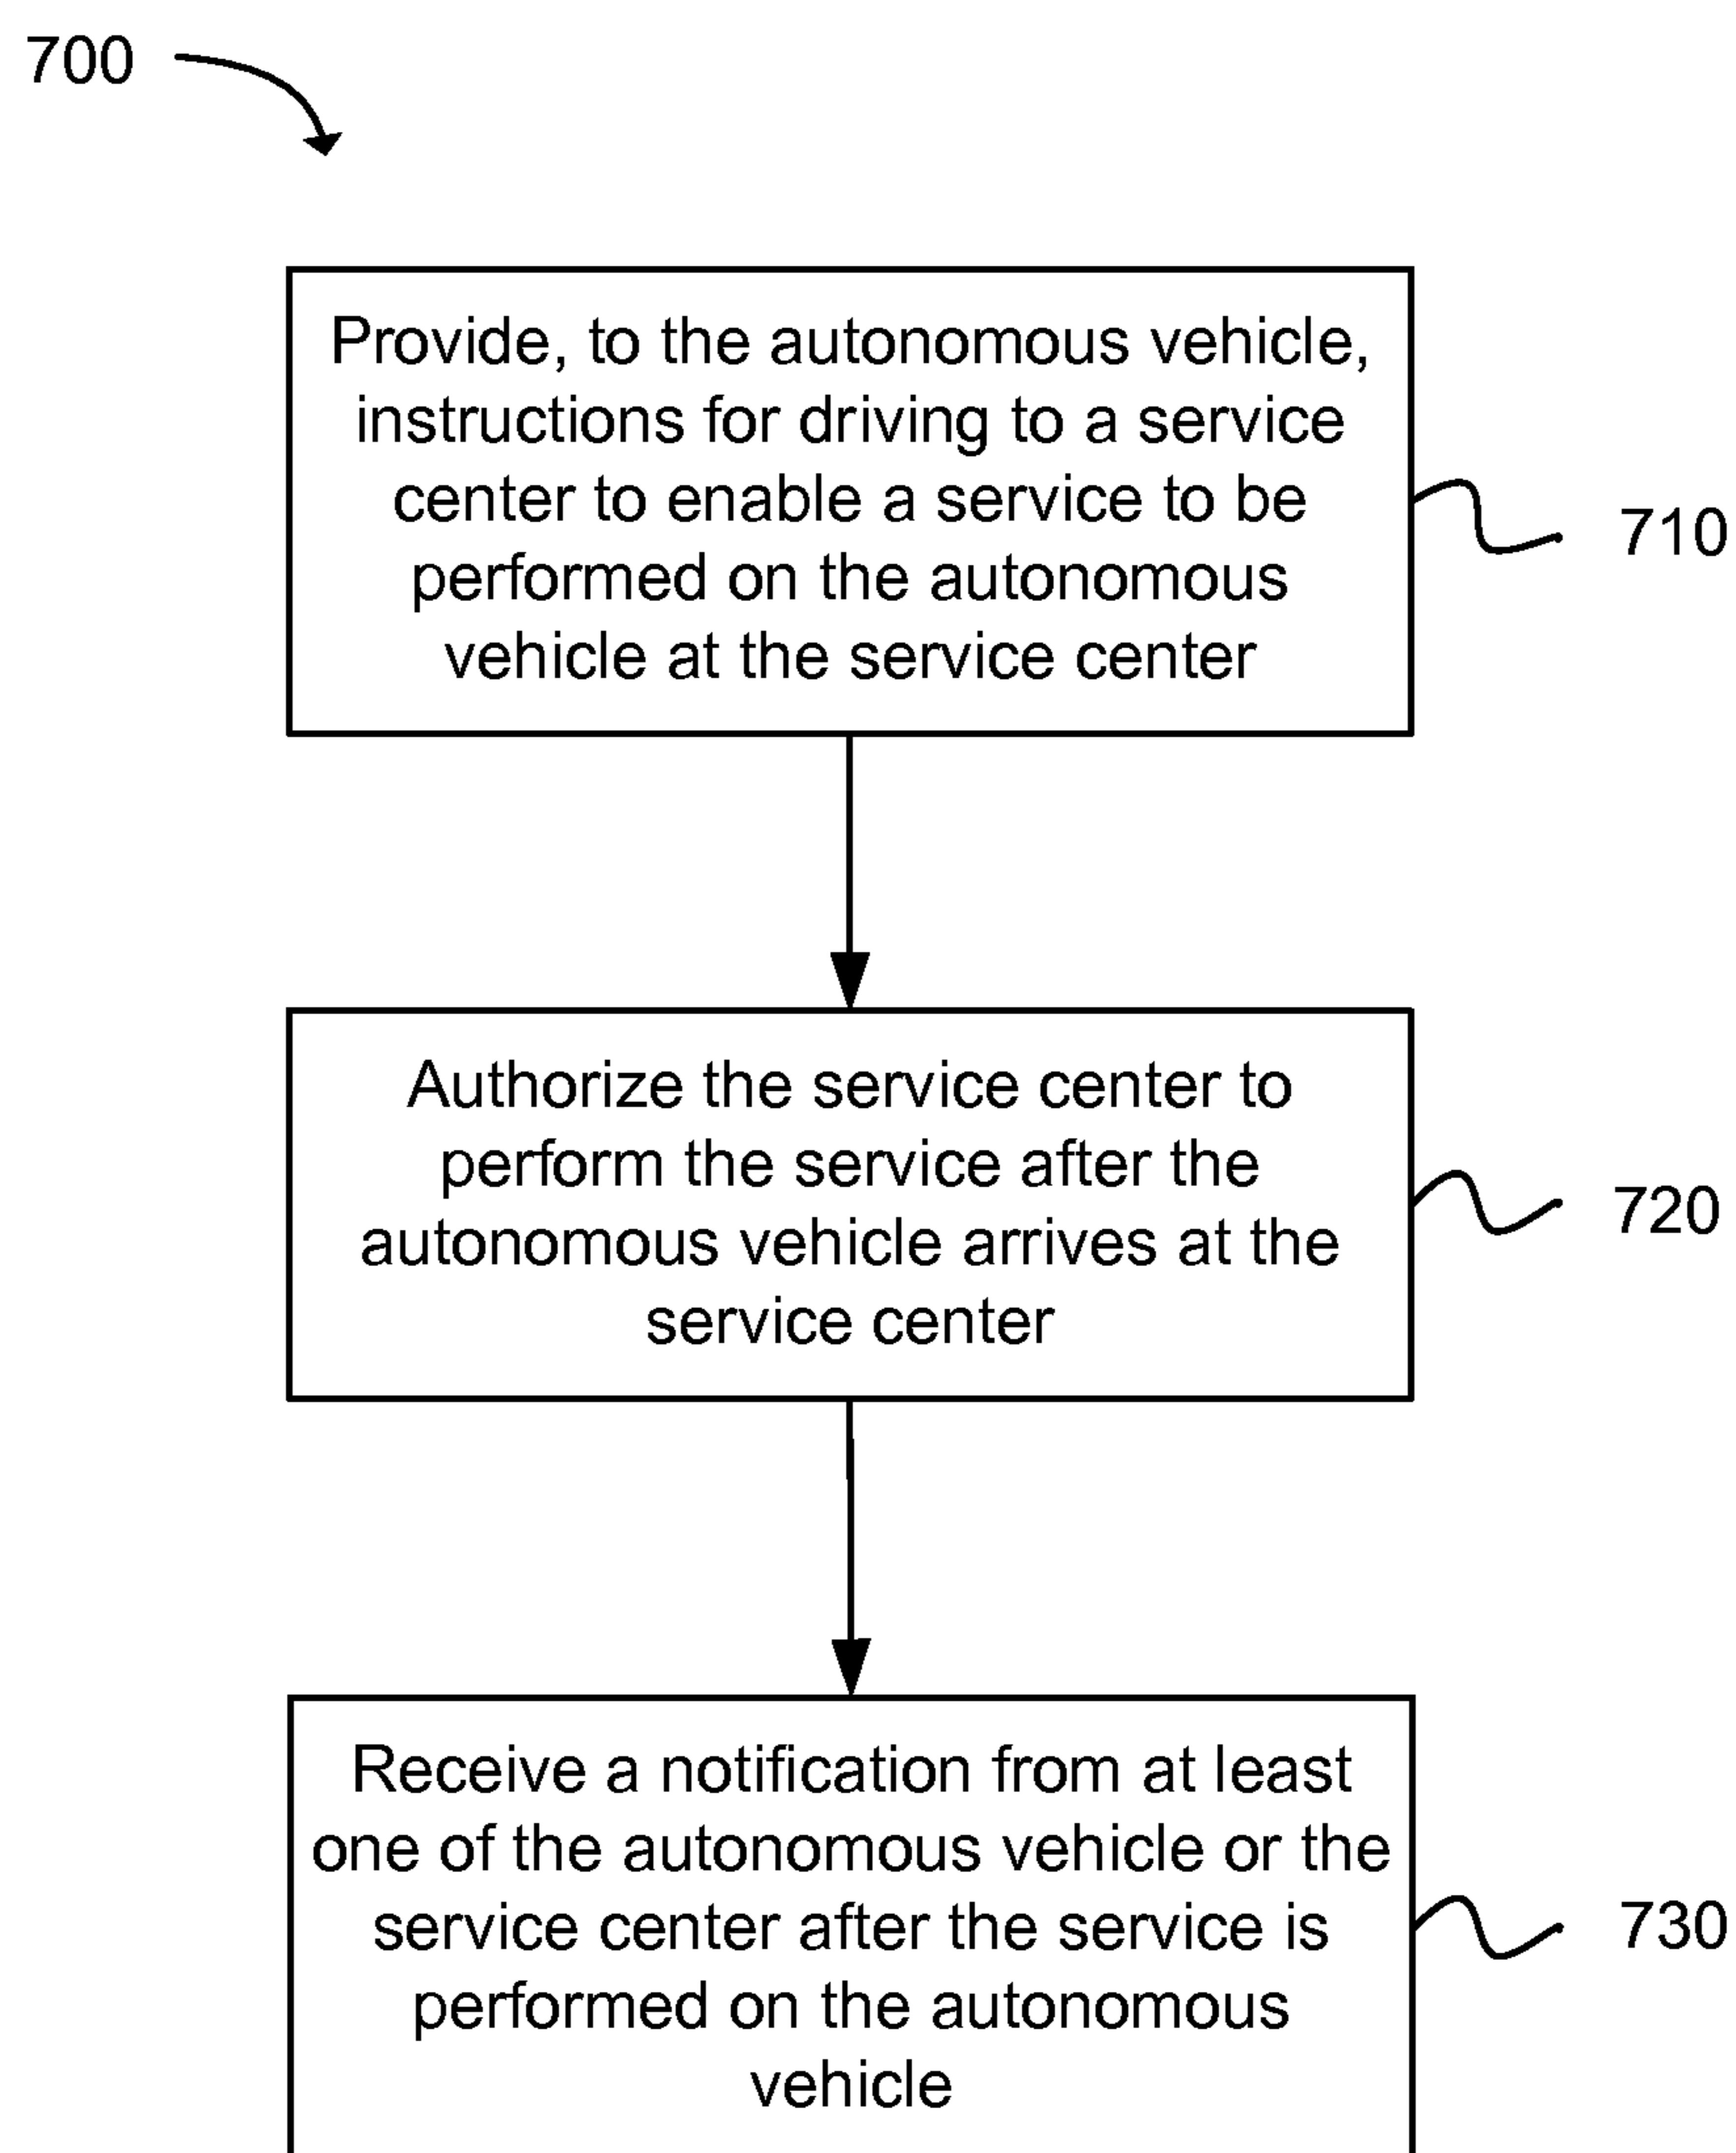 700
Provide, to the autonomous vehicle,
instructions for driving to a service
center to enable a service to be
performed on the autonomous
vehicle at the service center
710
Authorize the service center to
perform the service after the
autonomous vehicle arrives at the
service center
720
Receive a notification from at least
one of the autonomous vehicle or the
service center after the service is
performed on the autonomous
vehicle
730